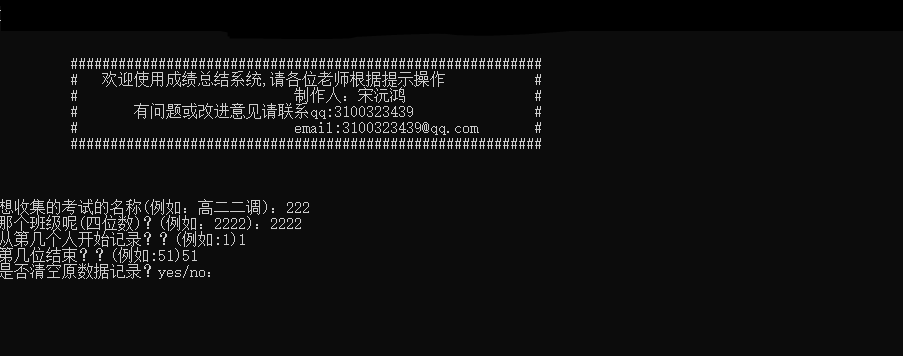 ###########################################################
# 欢迎使用成绩总结系统,请各位老师根据提示操作 #
# 制作人：宋沅鸿 #
# 有问题或改进意见请联系qq:3100323439 #
# email:3100323439@qq.com #
###########################################################
想收集的考试的名称(例如：高二二调)：222
那个班级呢(四位数)？(例如：2222)：2222
从第几个人开始记录？？(例如:1)1
第几位结束？？(例如:51)51
是否清空原数据记录？yes/no：